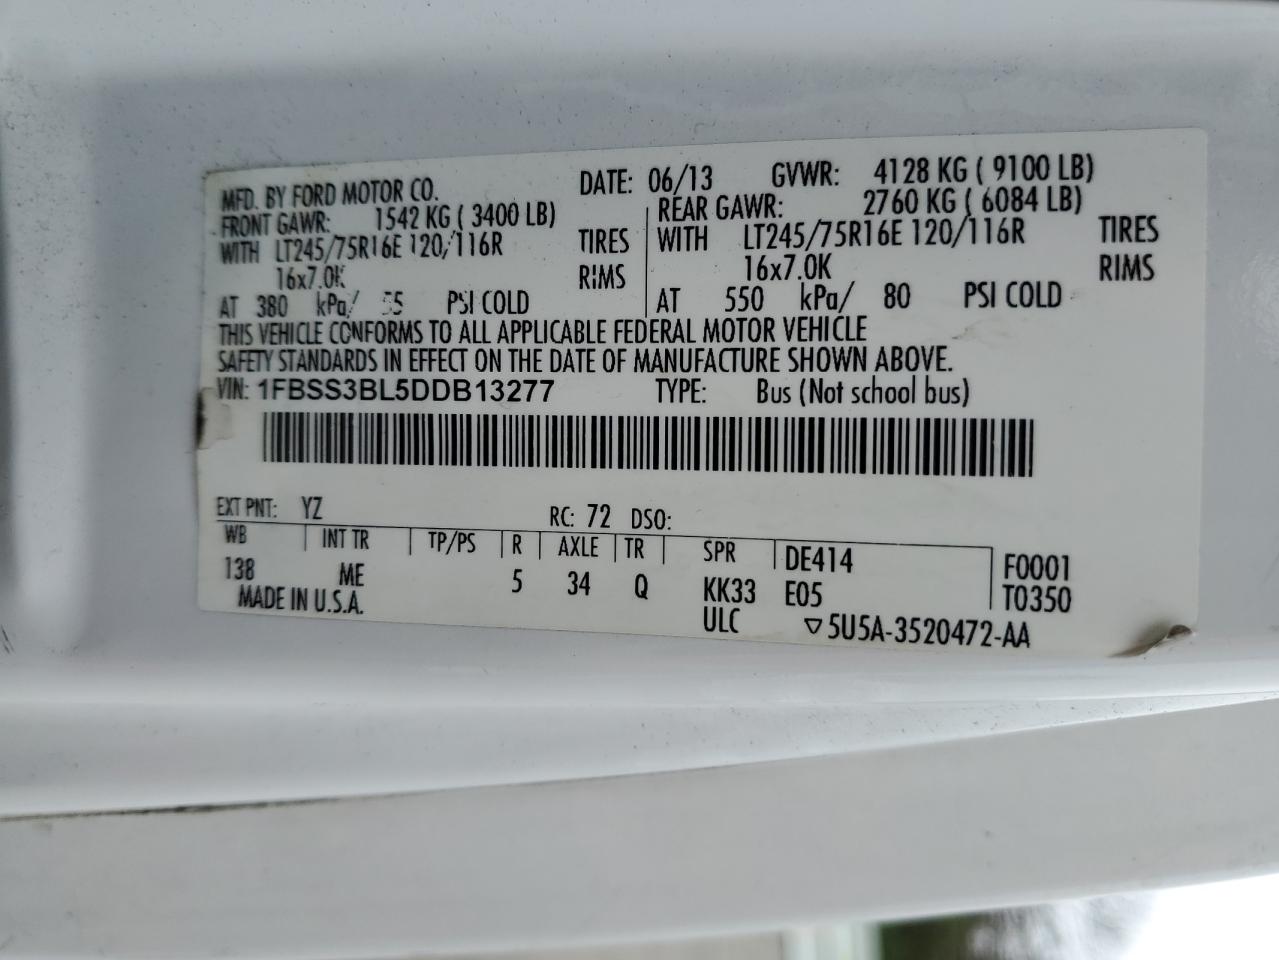 MFD. BY FORD MOTOR CO. DATE: 06/13 GVWR: 4128 KG ( 9100 LB)
FRONT GAWR: 1542 KG ( 3400 LB) REAR GAWR: 2760 KG ( 6084 LB)
WITH LT245/75R16E 120/116R TIRES WITH LT245/75R16E 120/116R TIRES
16x7.0K RIMS 16x7.0K RIMS
AT 380 kPa/ 55 PSI COLD AT 550 kPa/ 80 PSI COLD
THIS VEHICLE CONFORMS TO ALL APPLICABLE FEDERAL MOTOR VEHICLE
SAFETY STANDARDS IN EFFECT ON THE DATE OF MANUFACTURE SHOWN ABOVE.
VIN: 1FBSS3BL5DDB13277 TYPE: Bus (Not school bus)
EXT PNT: YZ RC: 72 DSO:
WB INT TR TP/PS R AXLE TR SPR DE414 F0001
138 ME 5 34 Q KK33 E05 T0350
MADE IN U.S.A. ULC ▽5U5A-3520472-AA